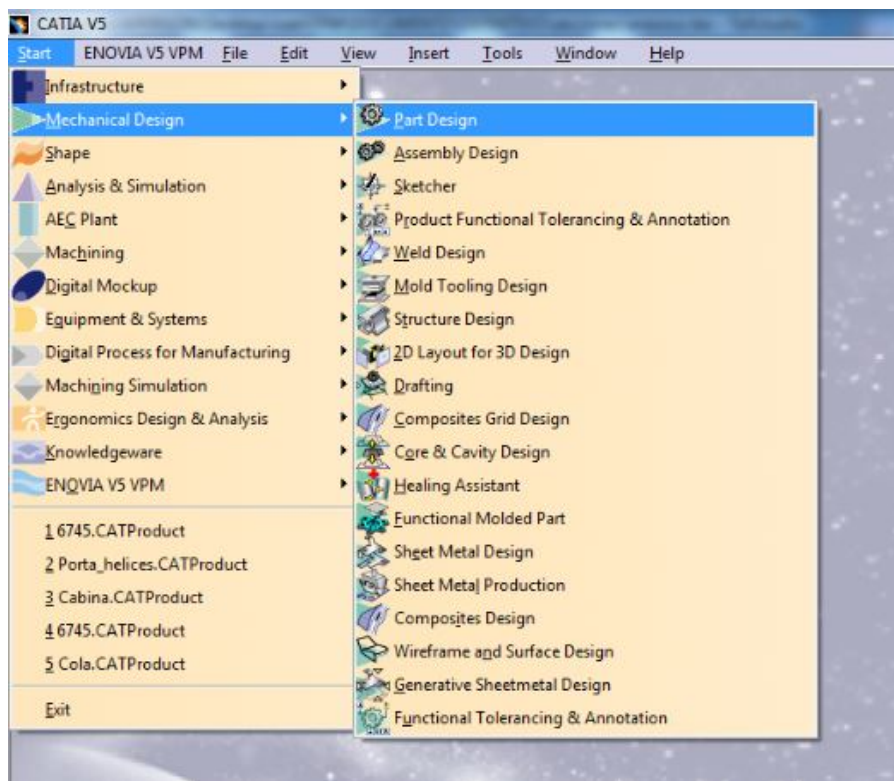 CATIA V5
Start ENOVIA V5 VPM File Edit View Insert Tools Window Help
Infrastructure
Mechanical Design
Shape
Analysis & Simulation
AEC Plant
Machining
Digital Mockup
Equipment & Systems
Digital Process for Manufacturing
Machining Simulation
Ergonomics Design & Analysis
Knowledgeware
ENOVIA V5 VPM
1 6745.CATProduct
2 Porta_helices.CATProduct
3 Cabina.CATProduct
4 6745.CATProduct
5 Cola.CATProduct
Exit
Part Design
Assembly Design
Sketcher
Product Functional Tolerancing & Annotation
Weld Design
Mold Tooling Design
Structure Design
2D Layout for 3D Design
Drafting
Composites Grid Design
Core & Cavity Design
Healing Assistant
Functional Molded Part
Sheet Metal Design
Sheet Metal Production
Composites Design
Wireframe and Surface Design
Generative Sheetmetal Design
Functional Tolerancing & Annotation